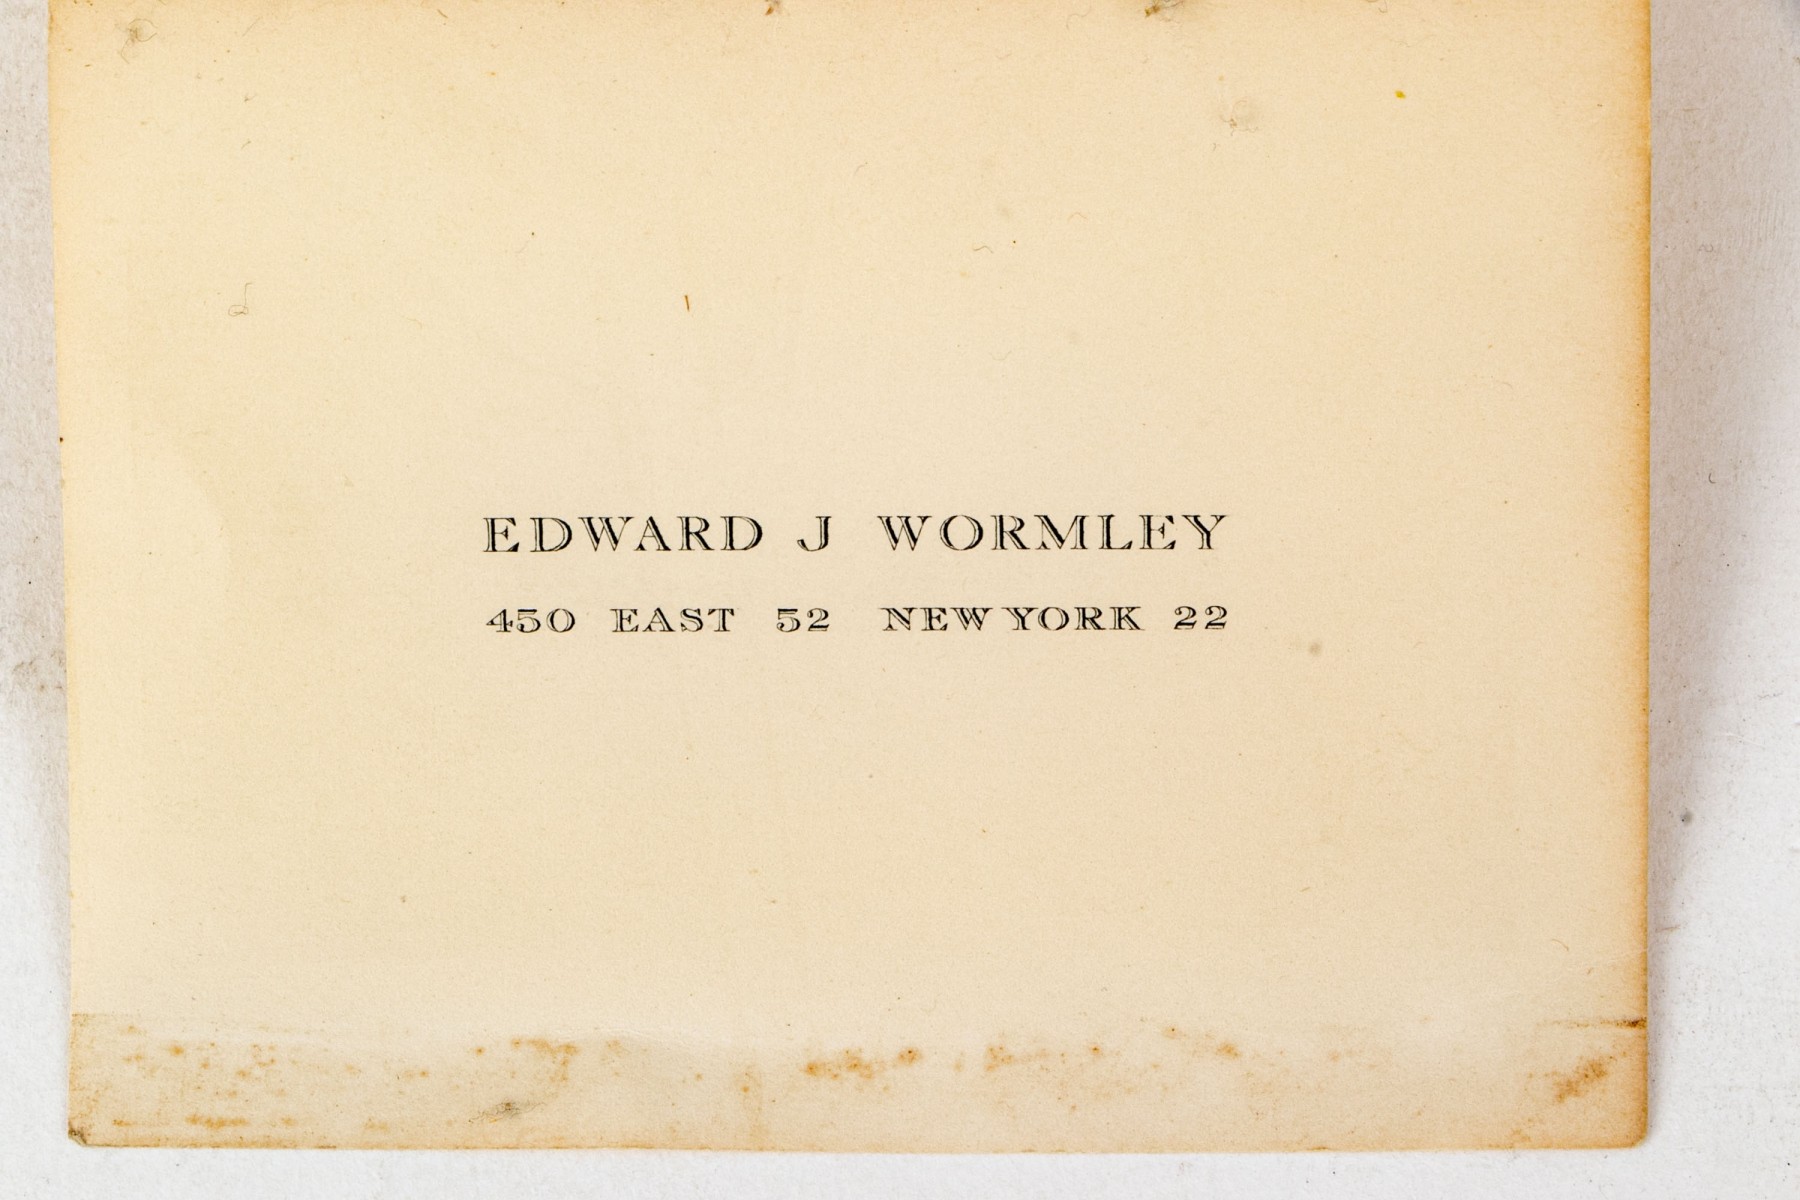 EDWARD J WORMLEY
450 EAST 52 NEW YORK 22